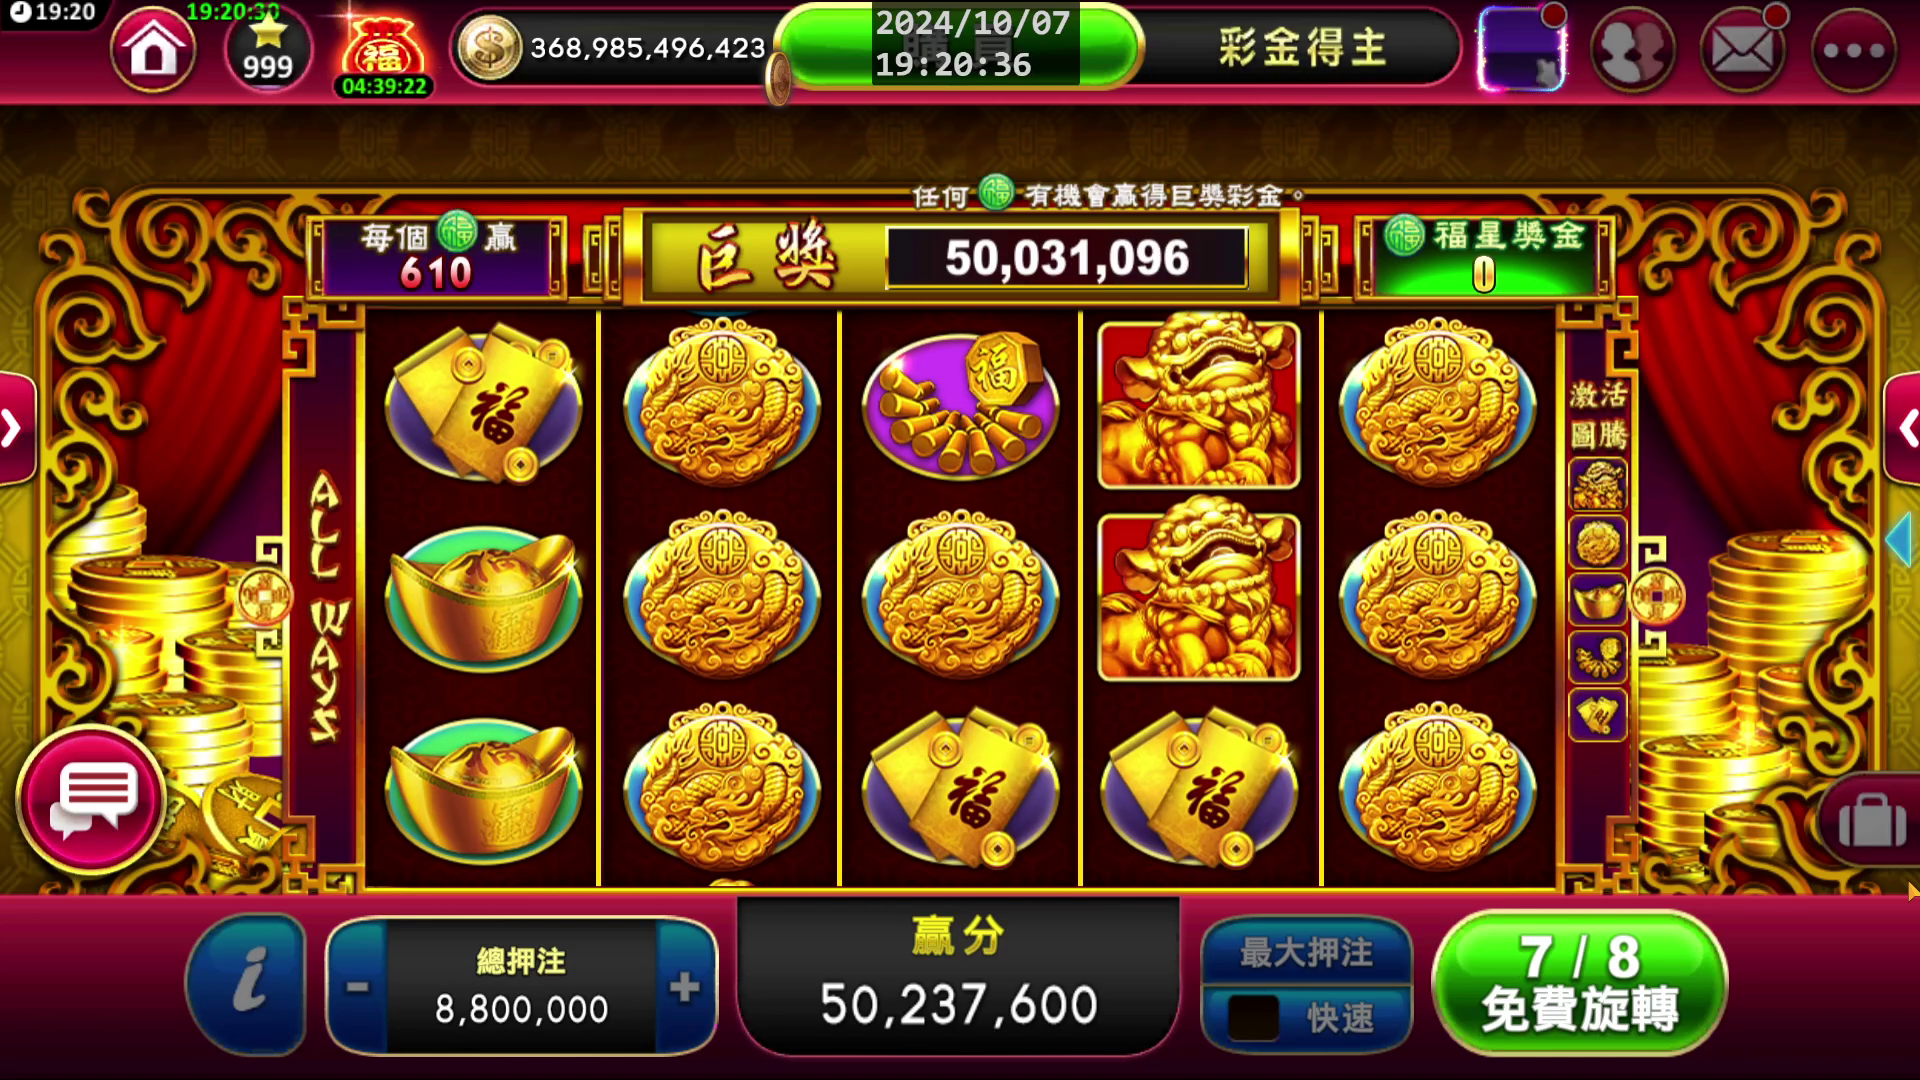 19:20
19:20:30
999
福
04:39:22
368,985,496,423
2024/10/07
19:20:36
彩金得主
任何 福 有機會贏得巨獎彩金。
每個 福 贏
610
巨獎
50,031,096
福 福星獎金
0
ALL WAYS
激活
圖騰
福
福
福
福
總押注
8,800,000
贏分
50,237,600
最大押注
快速
7 / 8
免費旋轉